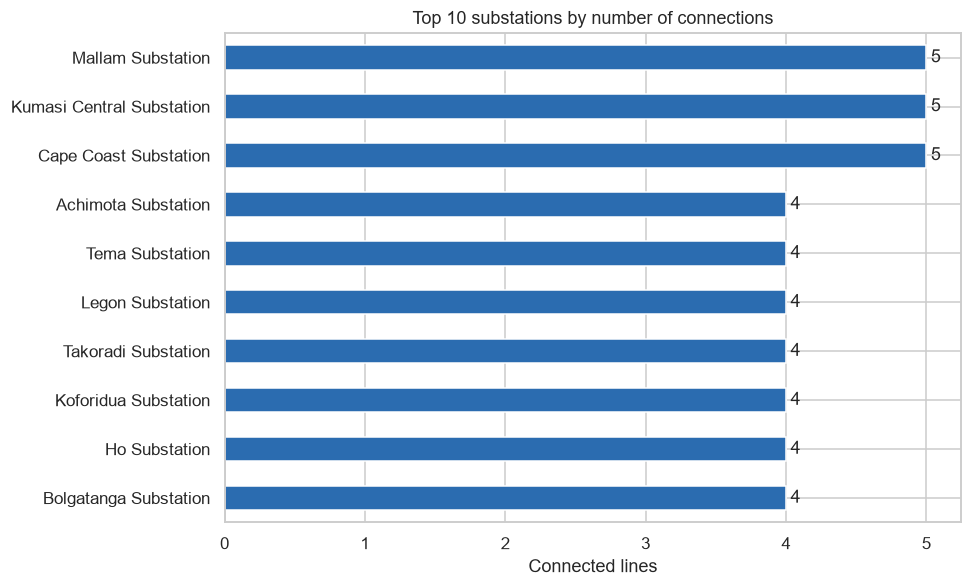 Top 10 substations by number of connections
Mallam Substation 5
Kumasi Central Substation 5
Cape Coast Substation 5
Achimota Substation 4
Tema Substation 4
Legon Substation 4
Takoradi Substation 4
Koforidua Substation 4
Ho Substation 4
Bolgatanga Substation 4
0 1 2 3 4 5
Connected lines